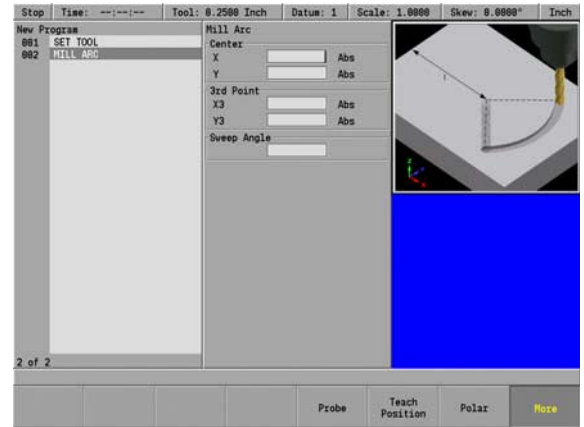 Stop Time: --:--:-- Tool: 0.2500 Inch Datum: 1 Scale: 1.0000 Skew: 0.0000° Inch
New Program
001 SET TOOL
002 MILL ARC
2 of 2
Mill Arc
Center
X Abs
Y Abs
3rd Point
X3 Abs
Y3 Abs
Sweep Angle
Probe
Teach
Position
Polar
More